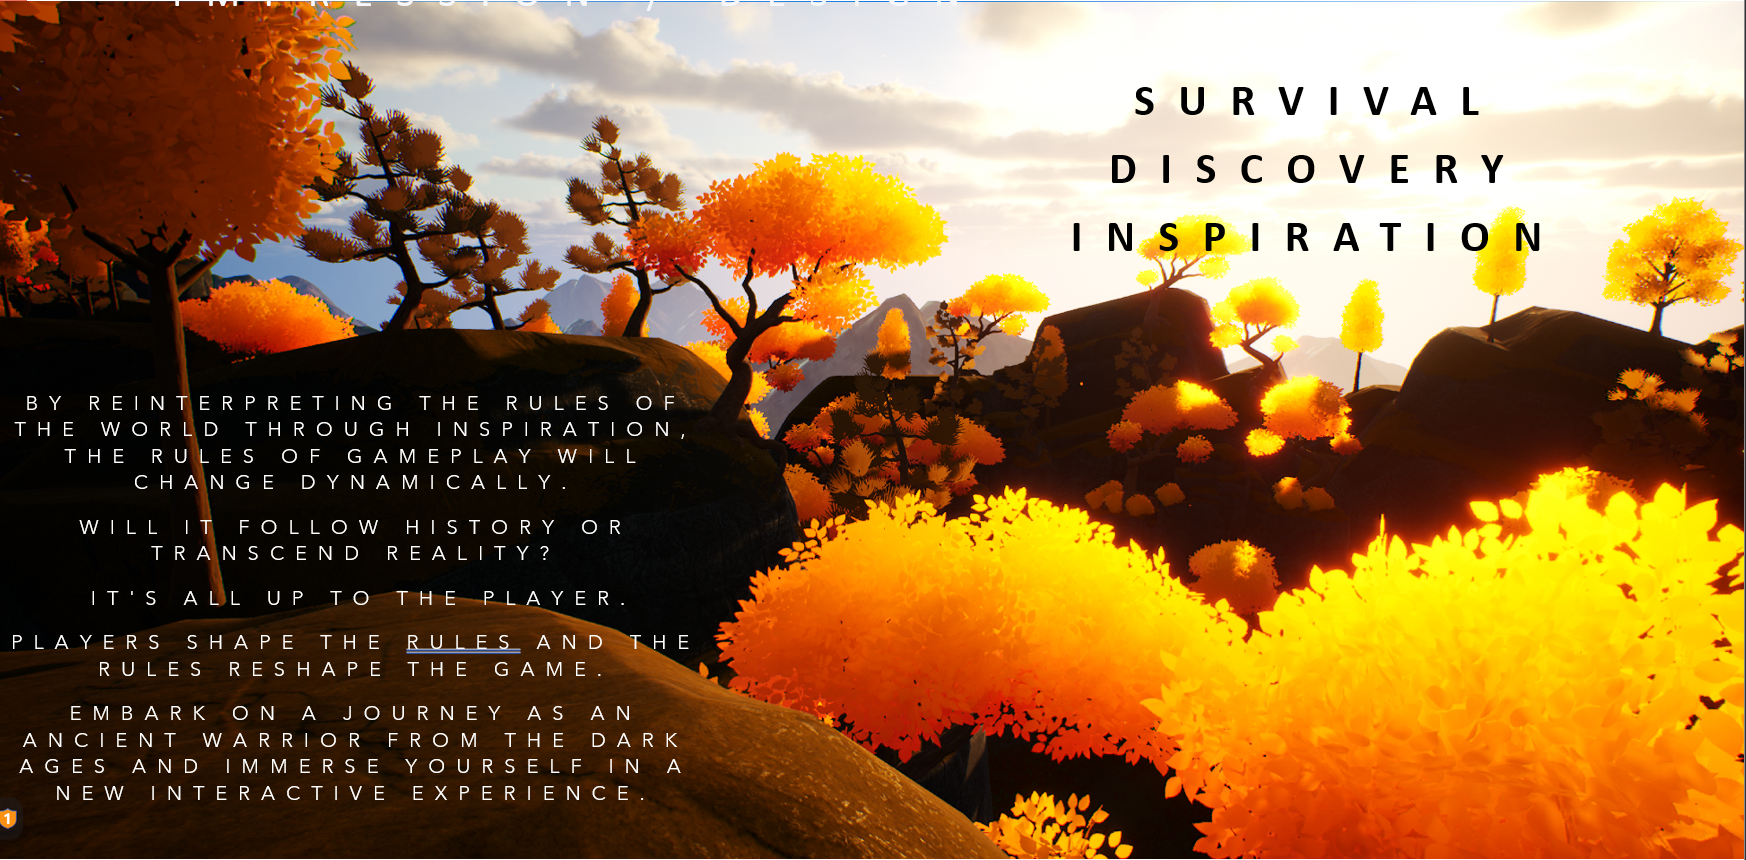 IMPRESSION / DESIGN
SURVIVAL
DISCOVERY
INSPIRATION
BY REINTERPRETING THE RULES OF
THE WORLD THROUGH INSPIRATION,
THE RULES OF GAMEPLAY WILL
CHANGE DYNAMICALLY.
WILL IT FOLLOW HISTORY OR
TRANSCEND REALITY?
IT'S ALL UP TO THE PLAYER.
PLAYERS SHAPE THE RULES AND THE
RULES RESHAPE THE GAME.
EMBARK ON A JOURNEY AS AN
ANCIENT WARRIOR FROM THE DARK
AGES AND IMMERSE YOURSELF IN A
NEW INTERACTIVE EXPERIENCE.
1